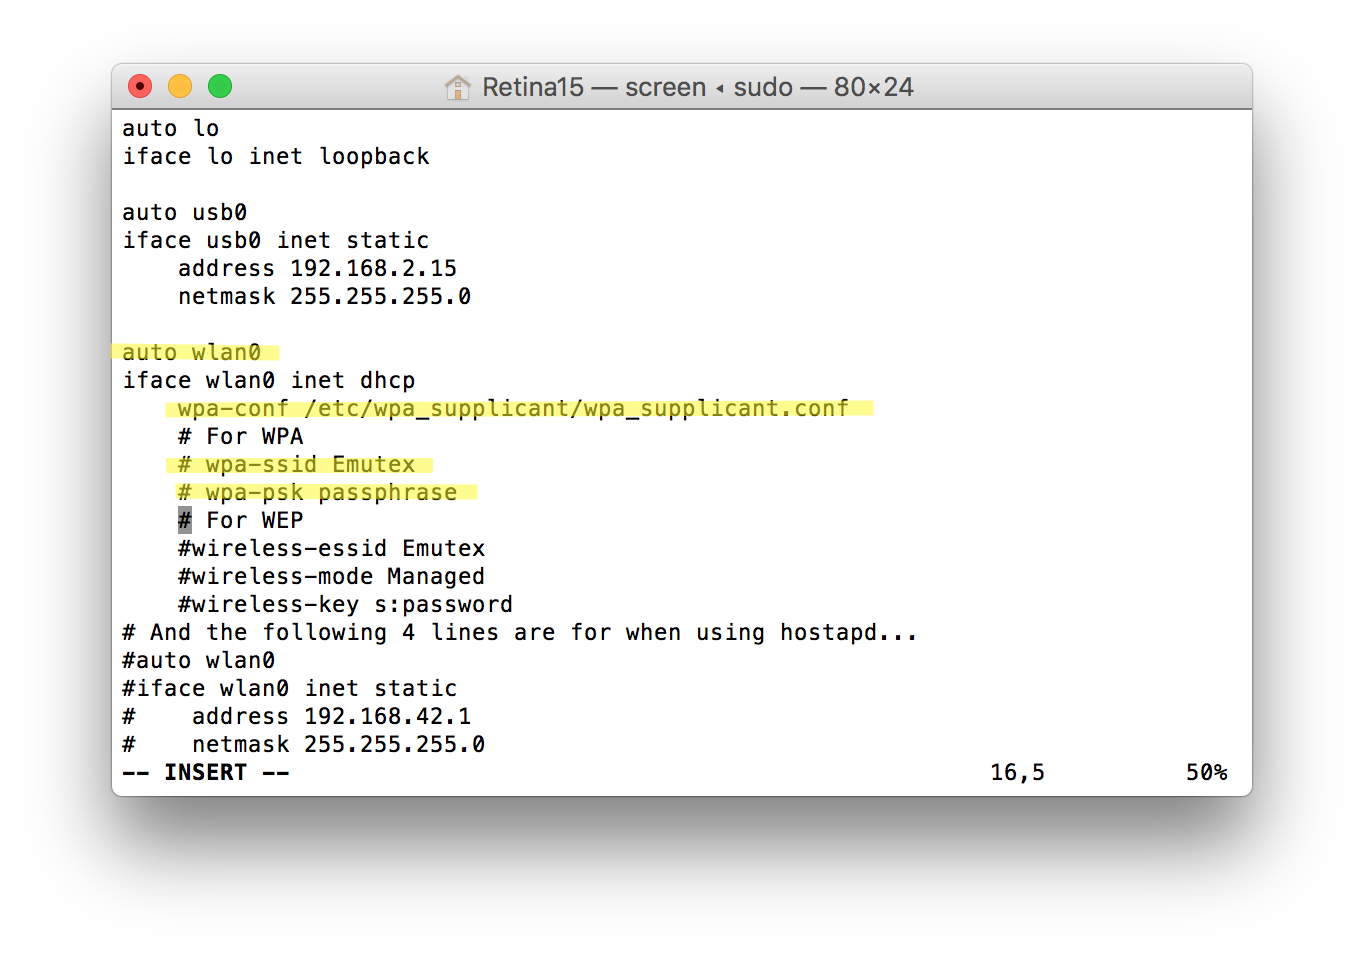 Retina15 — screen ◂ sudo — 80×24
auto lo
iface lo inet loopback
auto usb0
iface usb0 inet static
    address 192.168.2.15
    netmask 255.255.255.0
auto wlan0
iface wlan0 inet dhcp
    wpa-conf /etc/wpa_supplicant/wpa_supplicant.conf
    # For WPA
    # wpa-ssid Emutex
    # wpa-psk passphrase
    # For WEP
    #wireless-essid Emutex
    #wireless-mode Managed
    #wireless-key s:password
# And the following 4 lines are for when using hostapd...
#auto wlan0
#iface wlan0 inet static
#    address 192.168.42.1
#    netmask 255.255.255.0
-- INSERT -- 16,5 50%